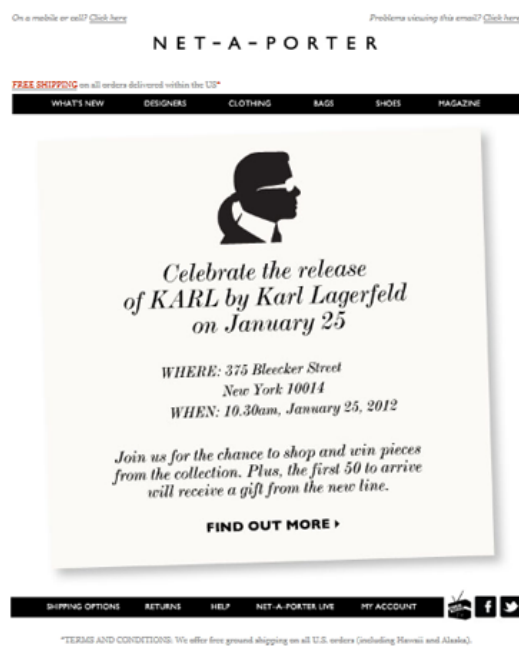 On a mobile or cell? Click here
Problems viewing this email? Click here
NET-A-PORTER
FREE SHIPPING on all orders delivered within the US*
WHAT'S NEW DESIGNERS CLOTHING BAGS SHOES MAGAZINE
Celebrate the release
of KARL by Karl Lagerfeld
on January 25
WHERE: 375 Bleecker Street
New York 10014
WHEN: 10.30am, January 25, 2012
Join us for the chance to shop and win pieces
from the collection. Plus, the first 50 to arrive
will receive a gift from the new line.
FIND OUT MORE
SHIPPING OPTIONS RETURNS HELP NET-A-PORTER LIVE MY ACCOUNT
*TERMS AND CONDITIONS: We offer free ground shipping on all U.S. orders (including Hawaii and Alaska).